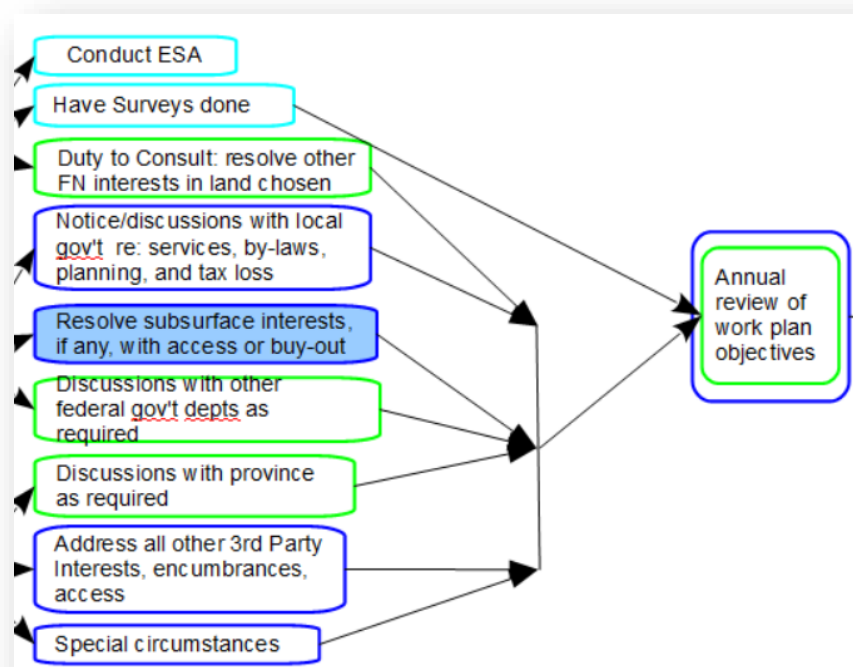 Conduct ESA
Have Surveys done
Duty to Consult: resolve other
FN interests in land chosen
Notice/discussions with local
gov't re: services, by-laws,
planning, and tax loss
Resolve subsurface interests,
if any, with access or buy-out
Discussions with other
federal gov't depts as
required
Discussions with province
as required
Address all other 3rd Party
Interests, encumbrances,
access
Special circumstances
Annual
review of
work plan
objectives